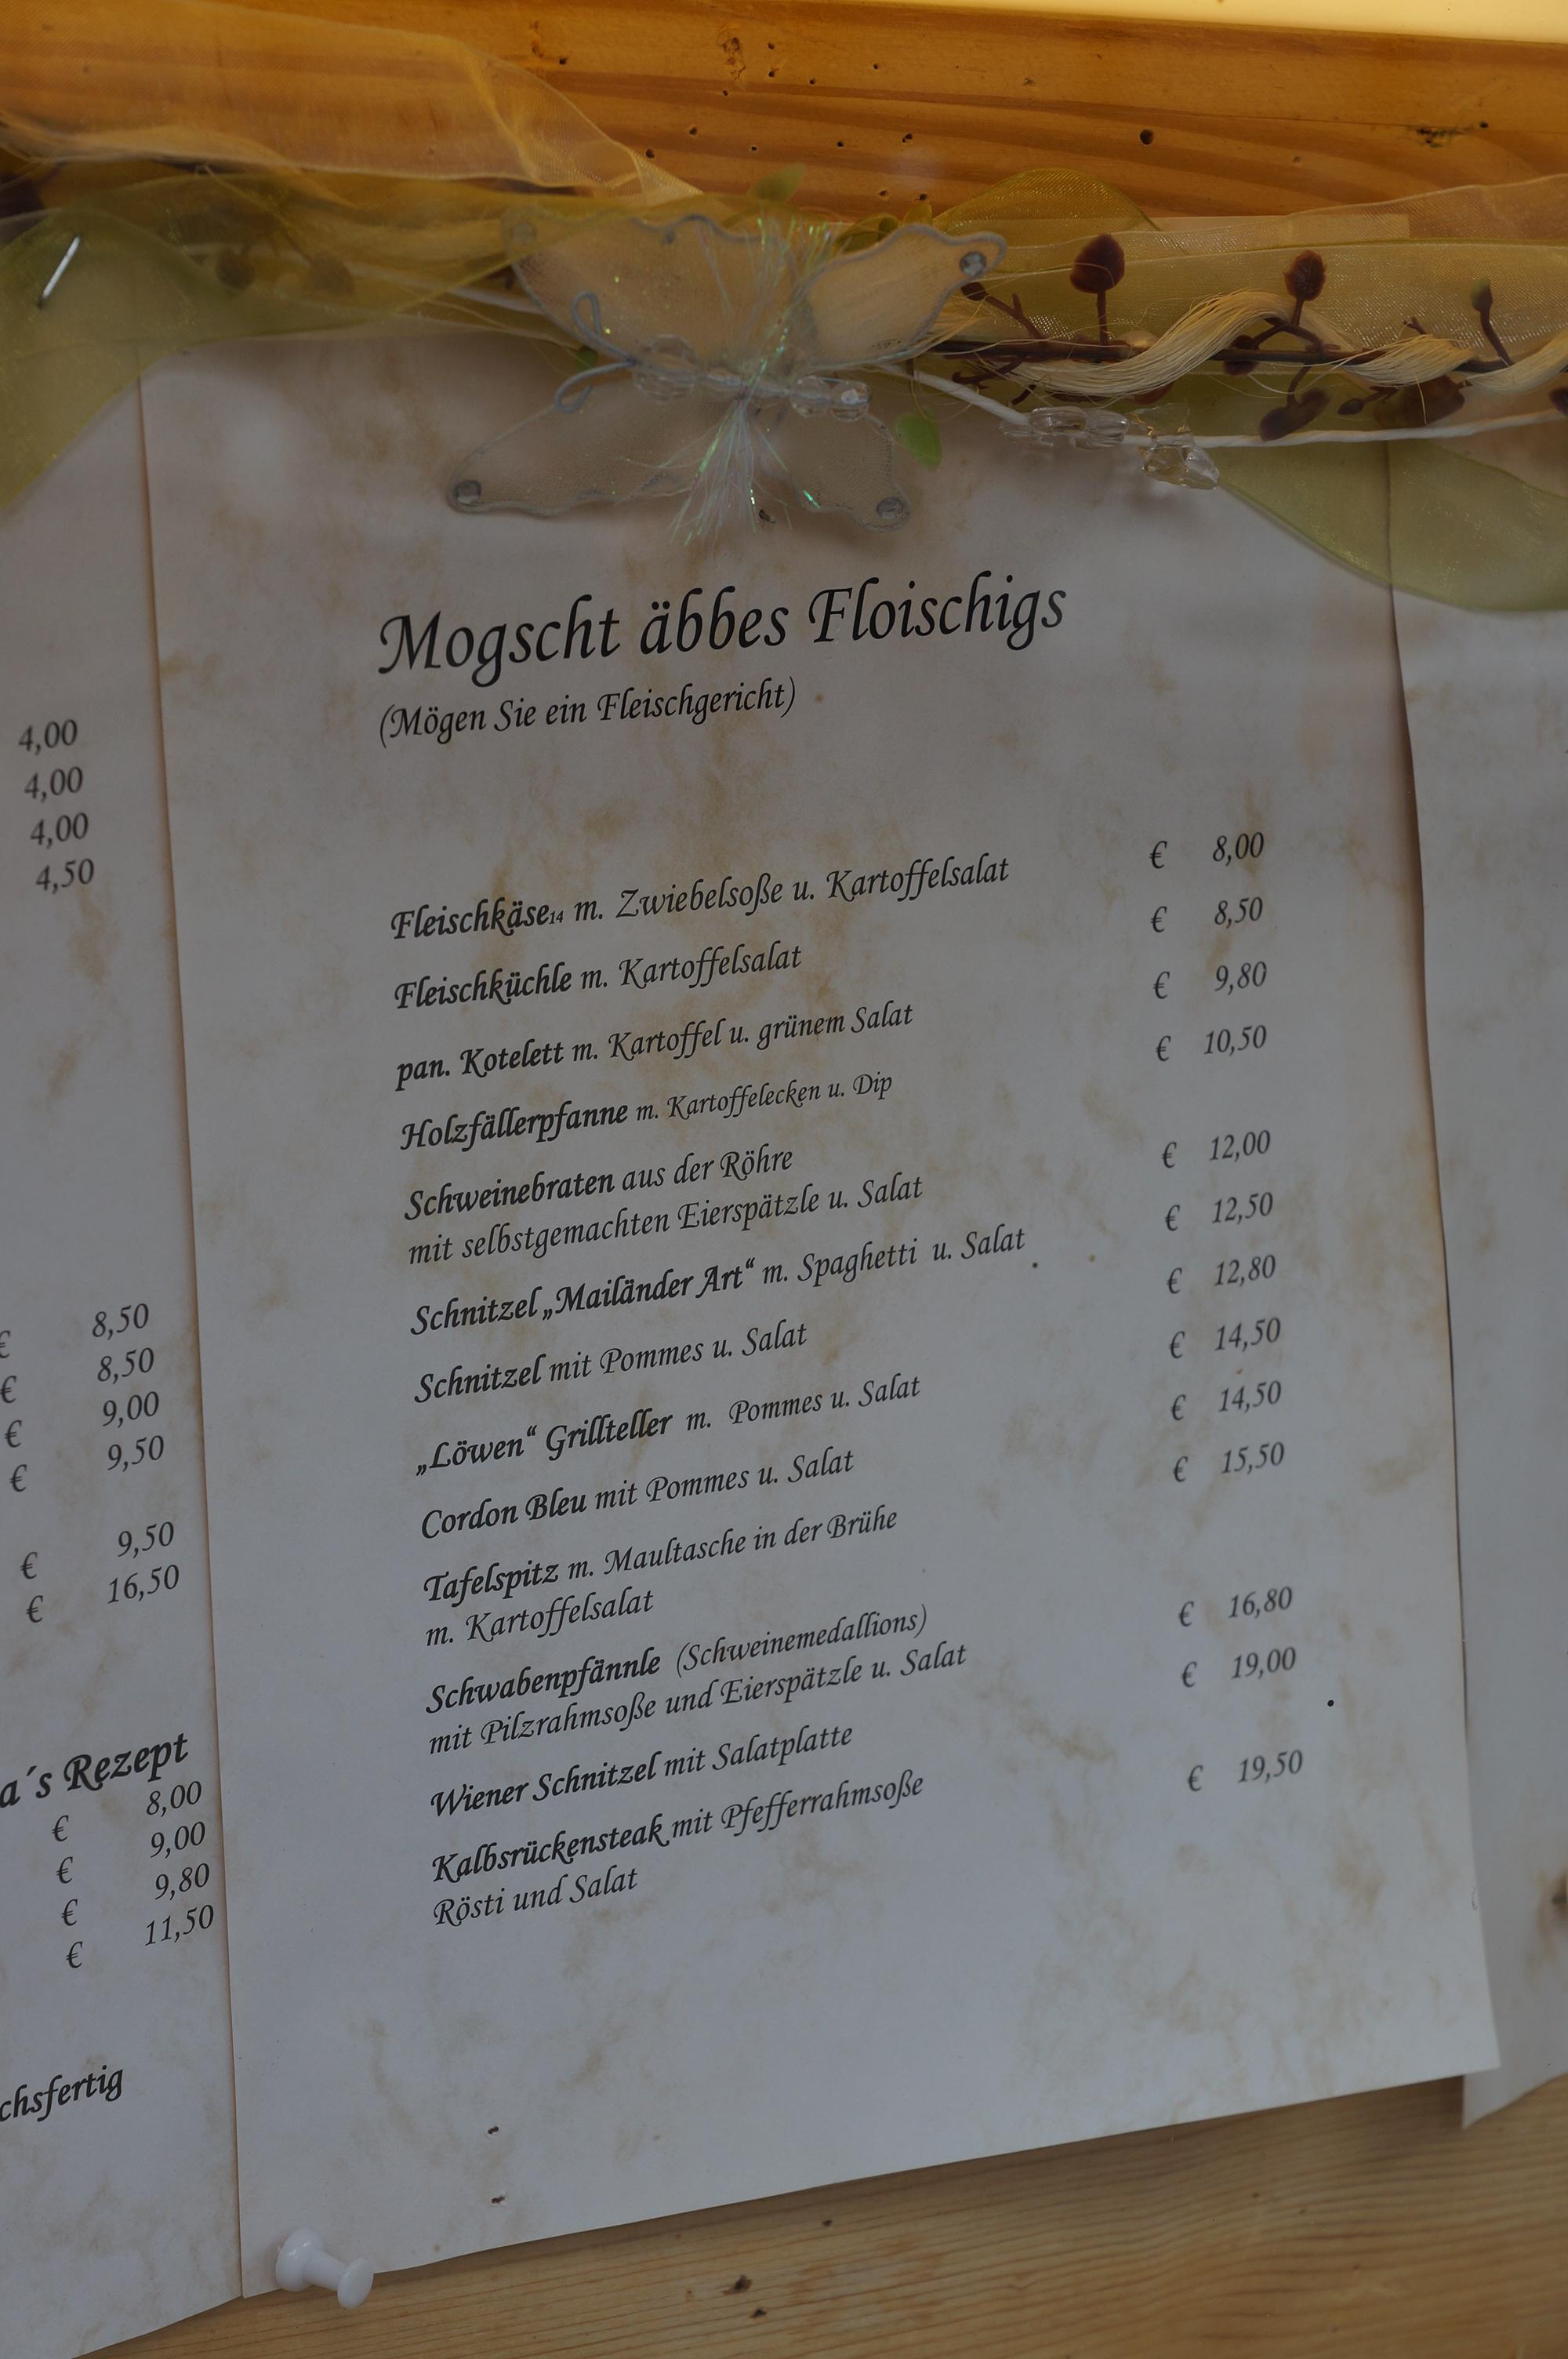 4,00
4,00
4,00
4,50
€ 8,50
€ 8,50
€ 9,00
€ 9,50
€ 9,50
€ 16,50
a´s Rezept
€ 8,00
€ 9,00
€ 9,80
€ 11,50
chsfertig
Mogscht äbbes Floischigs
(Mögen Sie ein Fleischgericht)
Fleischkäse14 m. Zwiebelsoße u. Kartoffelsalat € 8,00
Fleischküchle m. Kartoffelsalat € 8,50
pan. Kotelett m. Kartoffel u. grünem Salat € 9,80
Holzfällerpfanne m. Kartoffelecken u. Dip € 10,50
Schweinebraten aus der Röhre
mit selbstgemachten Eierspätzle u. Salat € 12,00
Schnitzel „Mailänder Art“ m. Spaghetti u. Salat € 12,50
Schnitzel mit Pommes u. Salat € 12,80
„Löwen“ Grillteller m. Pommes u. Salat € 14,50
Cordon Bleu mit Pommes u. Salat € 14,50
Tafelspitz m. Maultasche in der Brühe € 15,50
m. Kartoffelsalat
Schwabenpfännle (Schweinemedallions)
mit Pilzrahmsoße und Eierspätzle u. Salat € 16,80
Wiener Schnitzel mit Salatplatte € 19,00
Kalbsrückensteak mit Pfefferrahmsoße
Rösti und Salat € 19,50